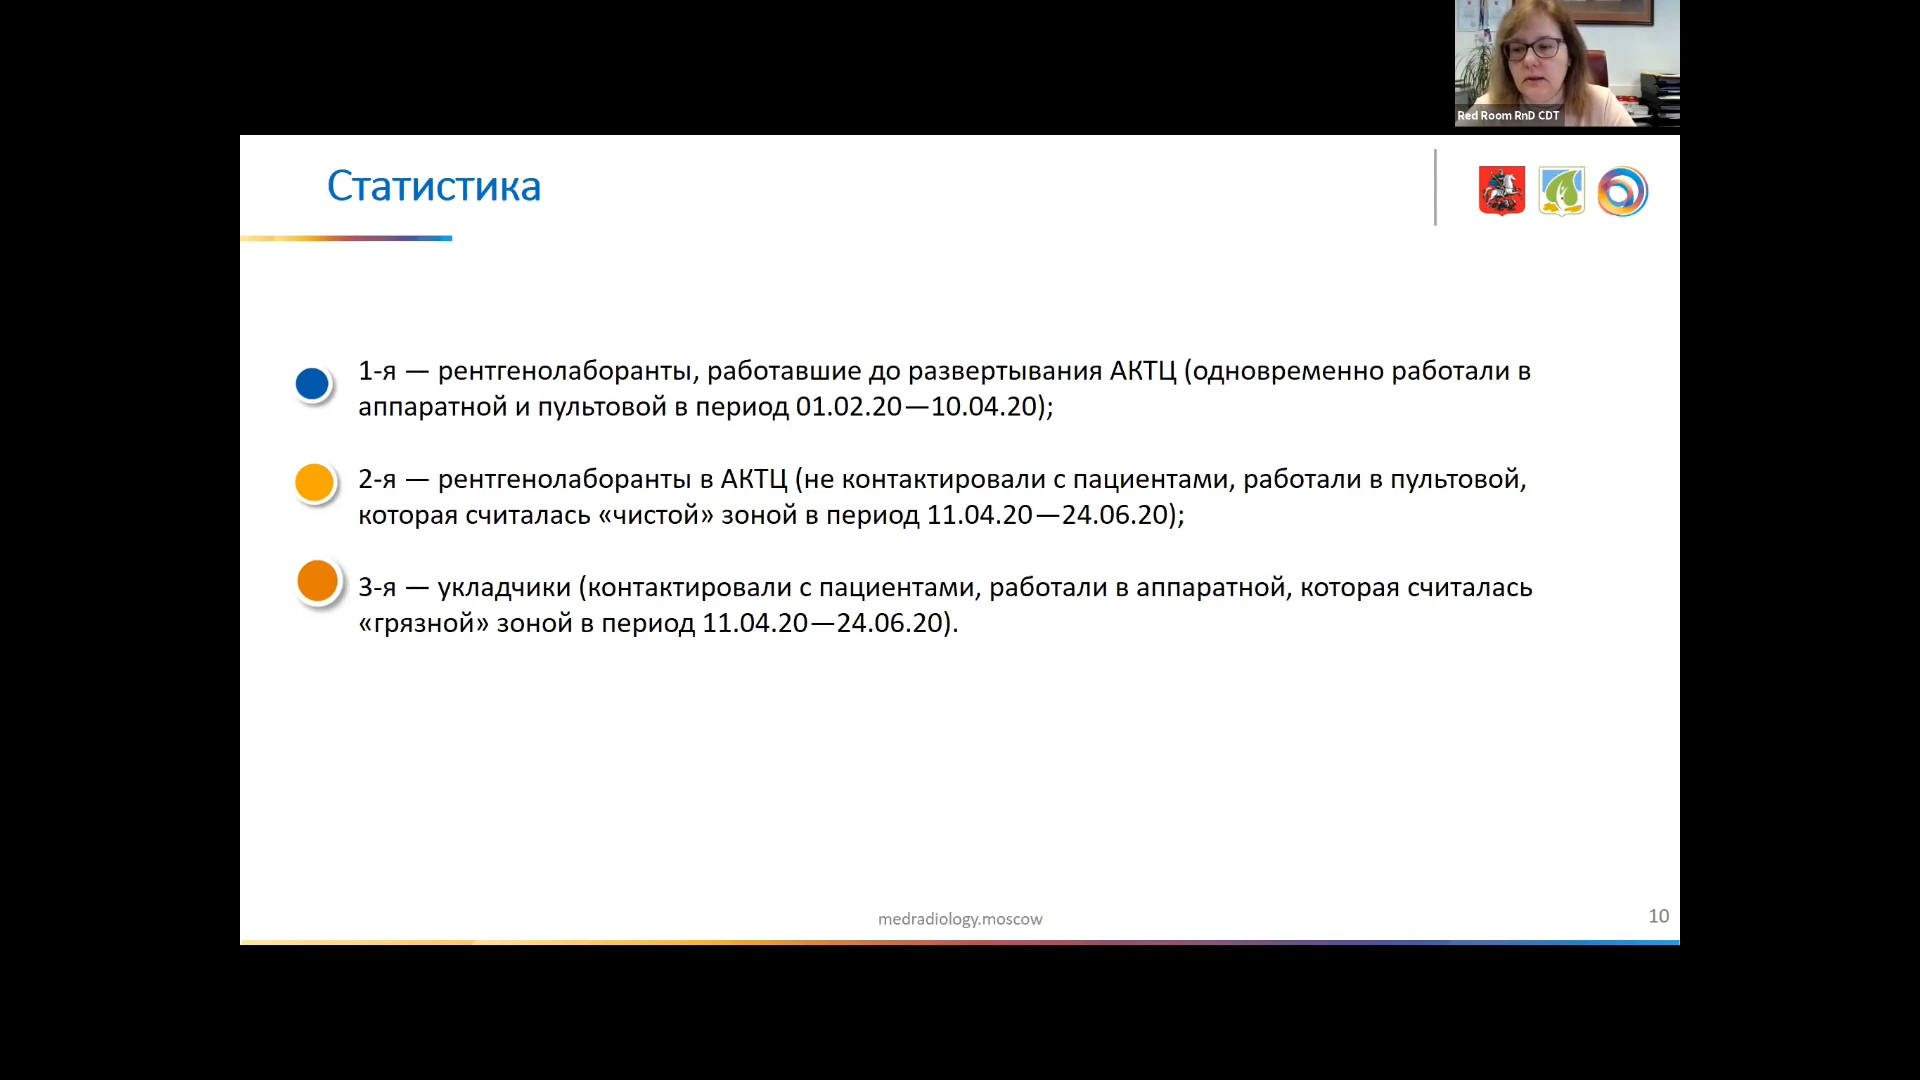 Red Room RnD CDT
Статистика
1-я — рентгенолаборанты, работавшие до развертывания АКТЦ (одновременно работали в
аппаратной и пультовой в период 01.02.20—10.04.20);
2-я — рентгенолаборанты в АКТЦ (не контактировали с пациентами, работали в пультовой,
которая считалась «чистой» зоной в период 11.04.20—24.06.20);
3-я — укладчики (контактировали с пациентами, работали в аппаратной, которая считалась
«грязной» зоной в период 11.04.20—24.06.20).
medradiology.moscow
10